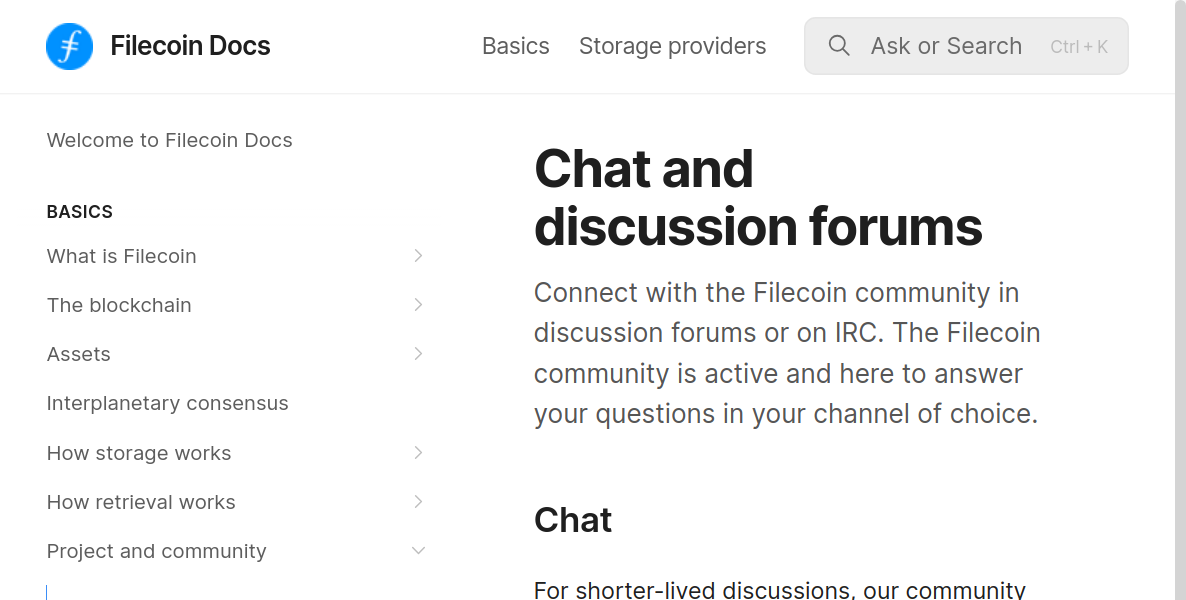 Filecoin Docs
Basics
Storage providers
Ask or Search
Ctrl + K
Welcome to Filecoin Docs
BASICS
What is Filecoin
The blockchain
Assets
Interplanetary consensus
How storage works
How retrieval works
Project and community
Chat and
discussion forums
Connect with the Filecoin community in
discussion forums or on IRC. The Filecoin
community is active and here to answer
your questions in your channel of choice.
Chat
For shorter-lived discussions, our community